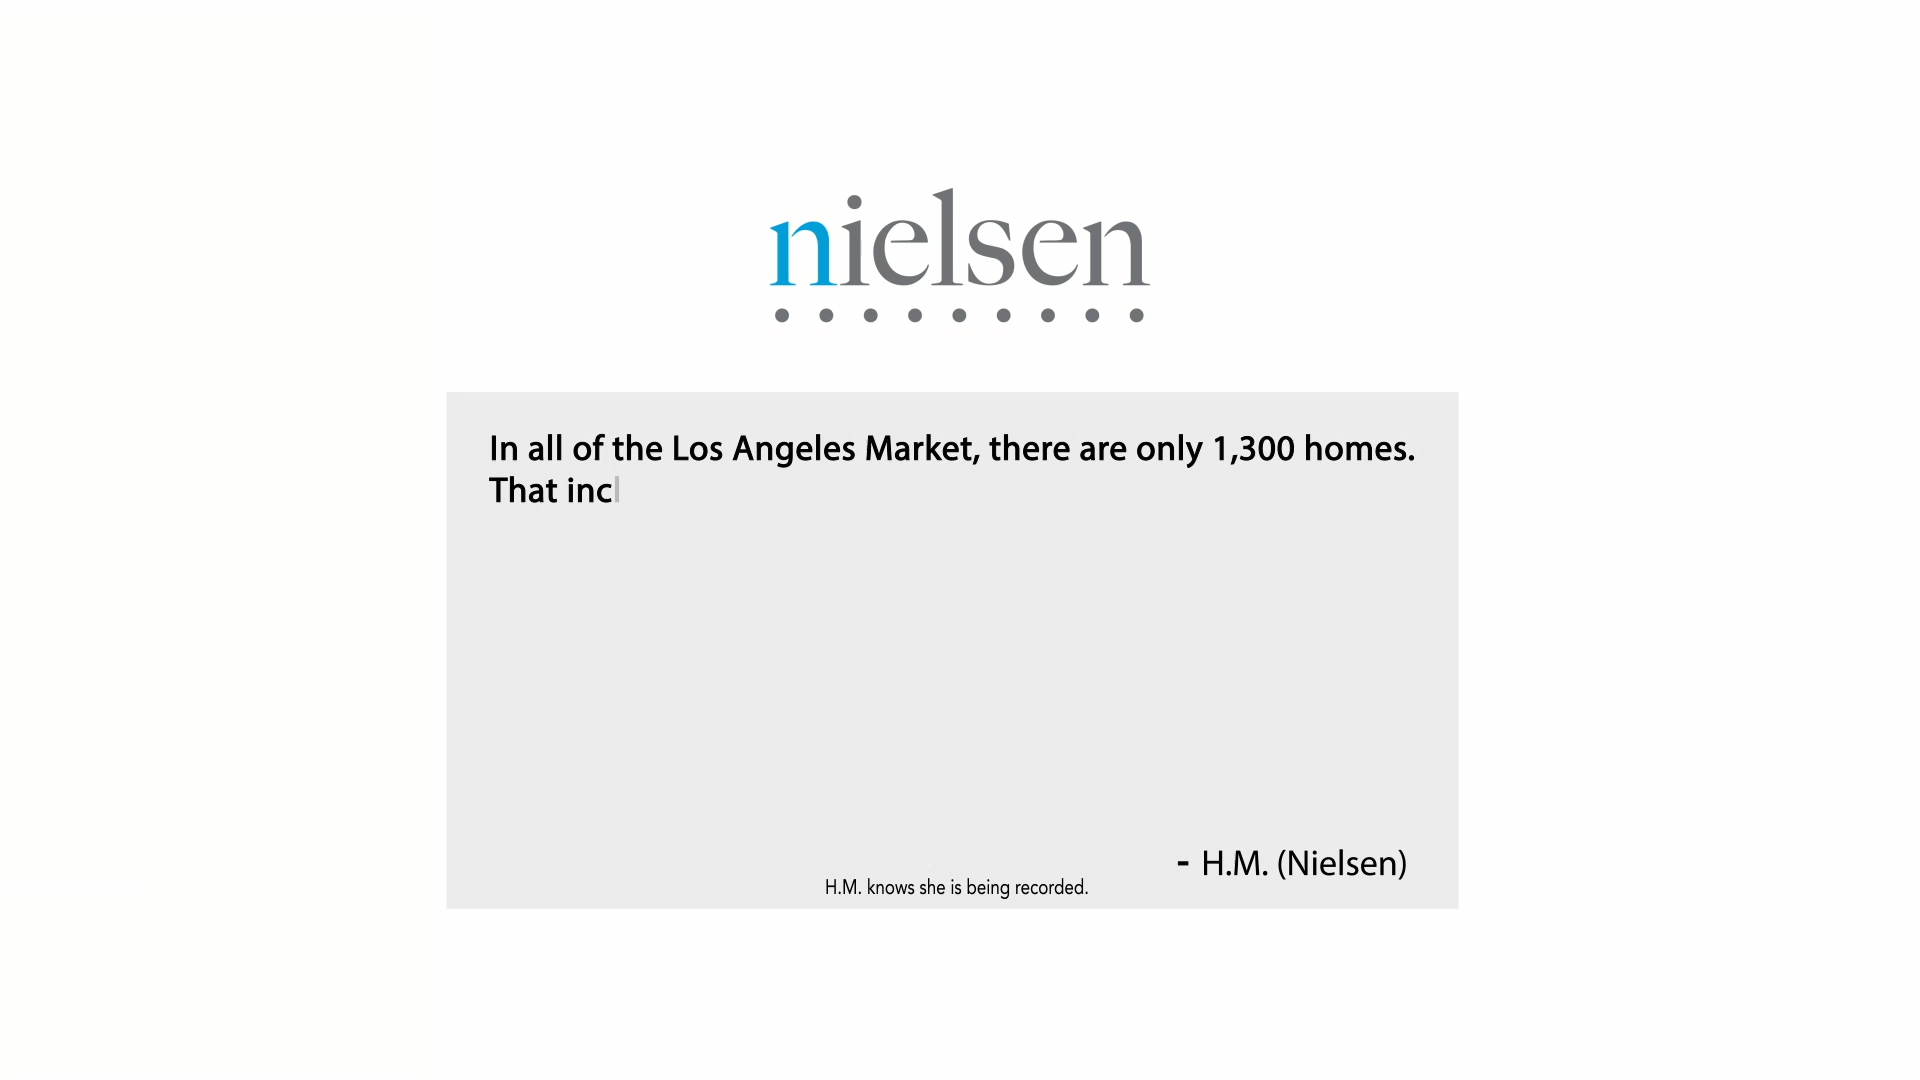 nielsen
In all of the Los Angeles Market, there are only 1,300 homes.
That incl
- H.M. (Nielsen)
H.M. knows she is being recorded.